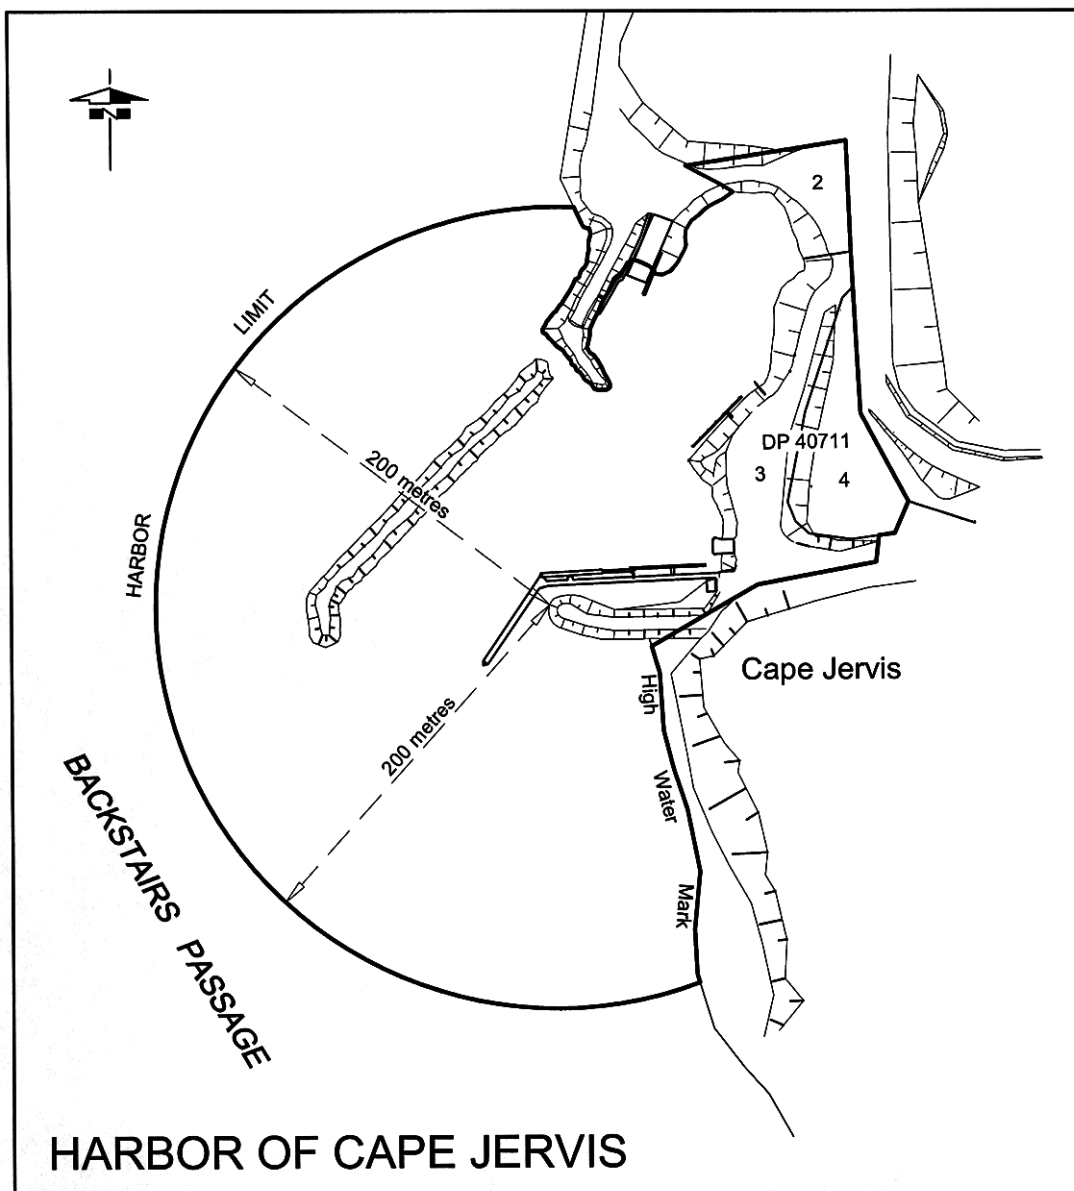 N
2
LIMIT
DP 40711
3
4
200 metres
HARBOR
Cape Jervis
High
200 metres
Water
BACKSTAIRS PASSAGE
Mark
HARBOR OF CAPE JERVIS